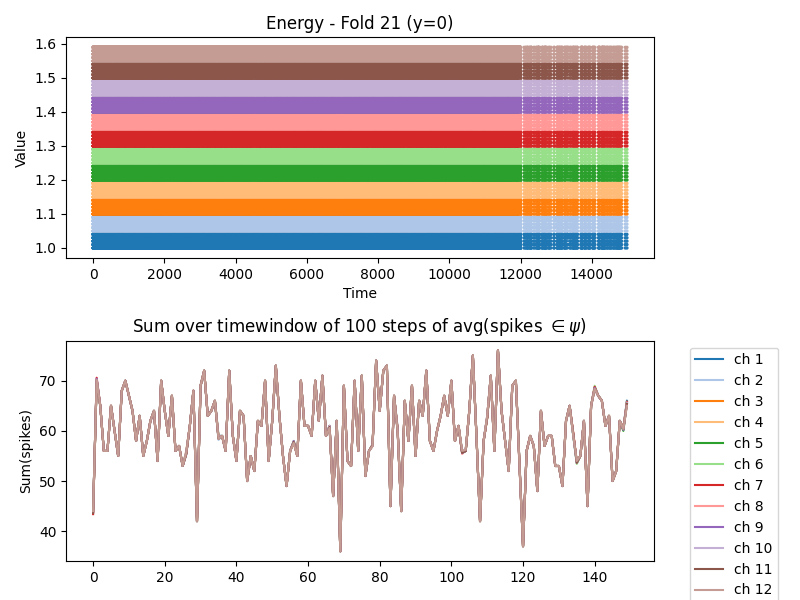 Energy - Fold 21 (y=0)
Value
1.6
1.5
1.4
1.3
1.2
1.1
1.0
0 2000 4000 6000 8000 10000 12000 14000
Time
Sum over timewindow of 100 steps of avg(spikes ∈ψ)
Sum(spikes)
70
60
50
40
0 20 40 60 80 100 120 140
ch 1
ch 2
ch 3
ch 4
ch 5
ch 6
ch 7
ch 8
ch 9
ch 10
ch 11
ch 12